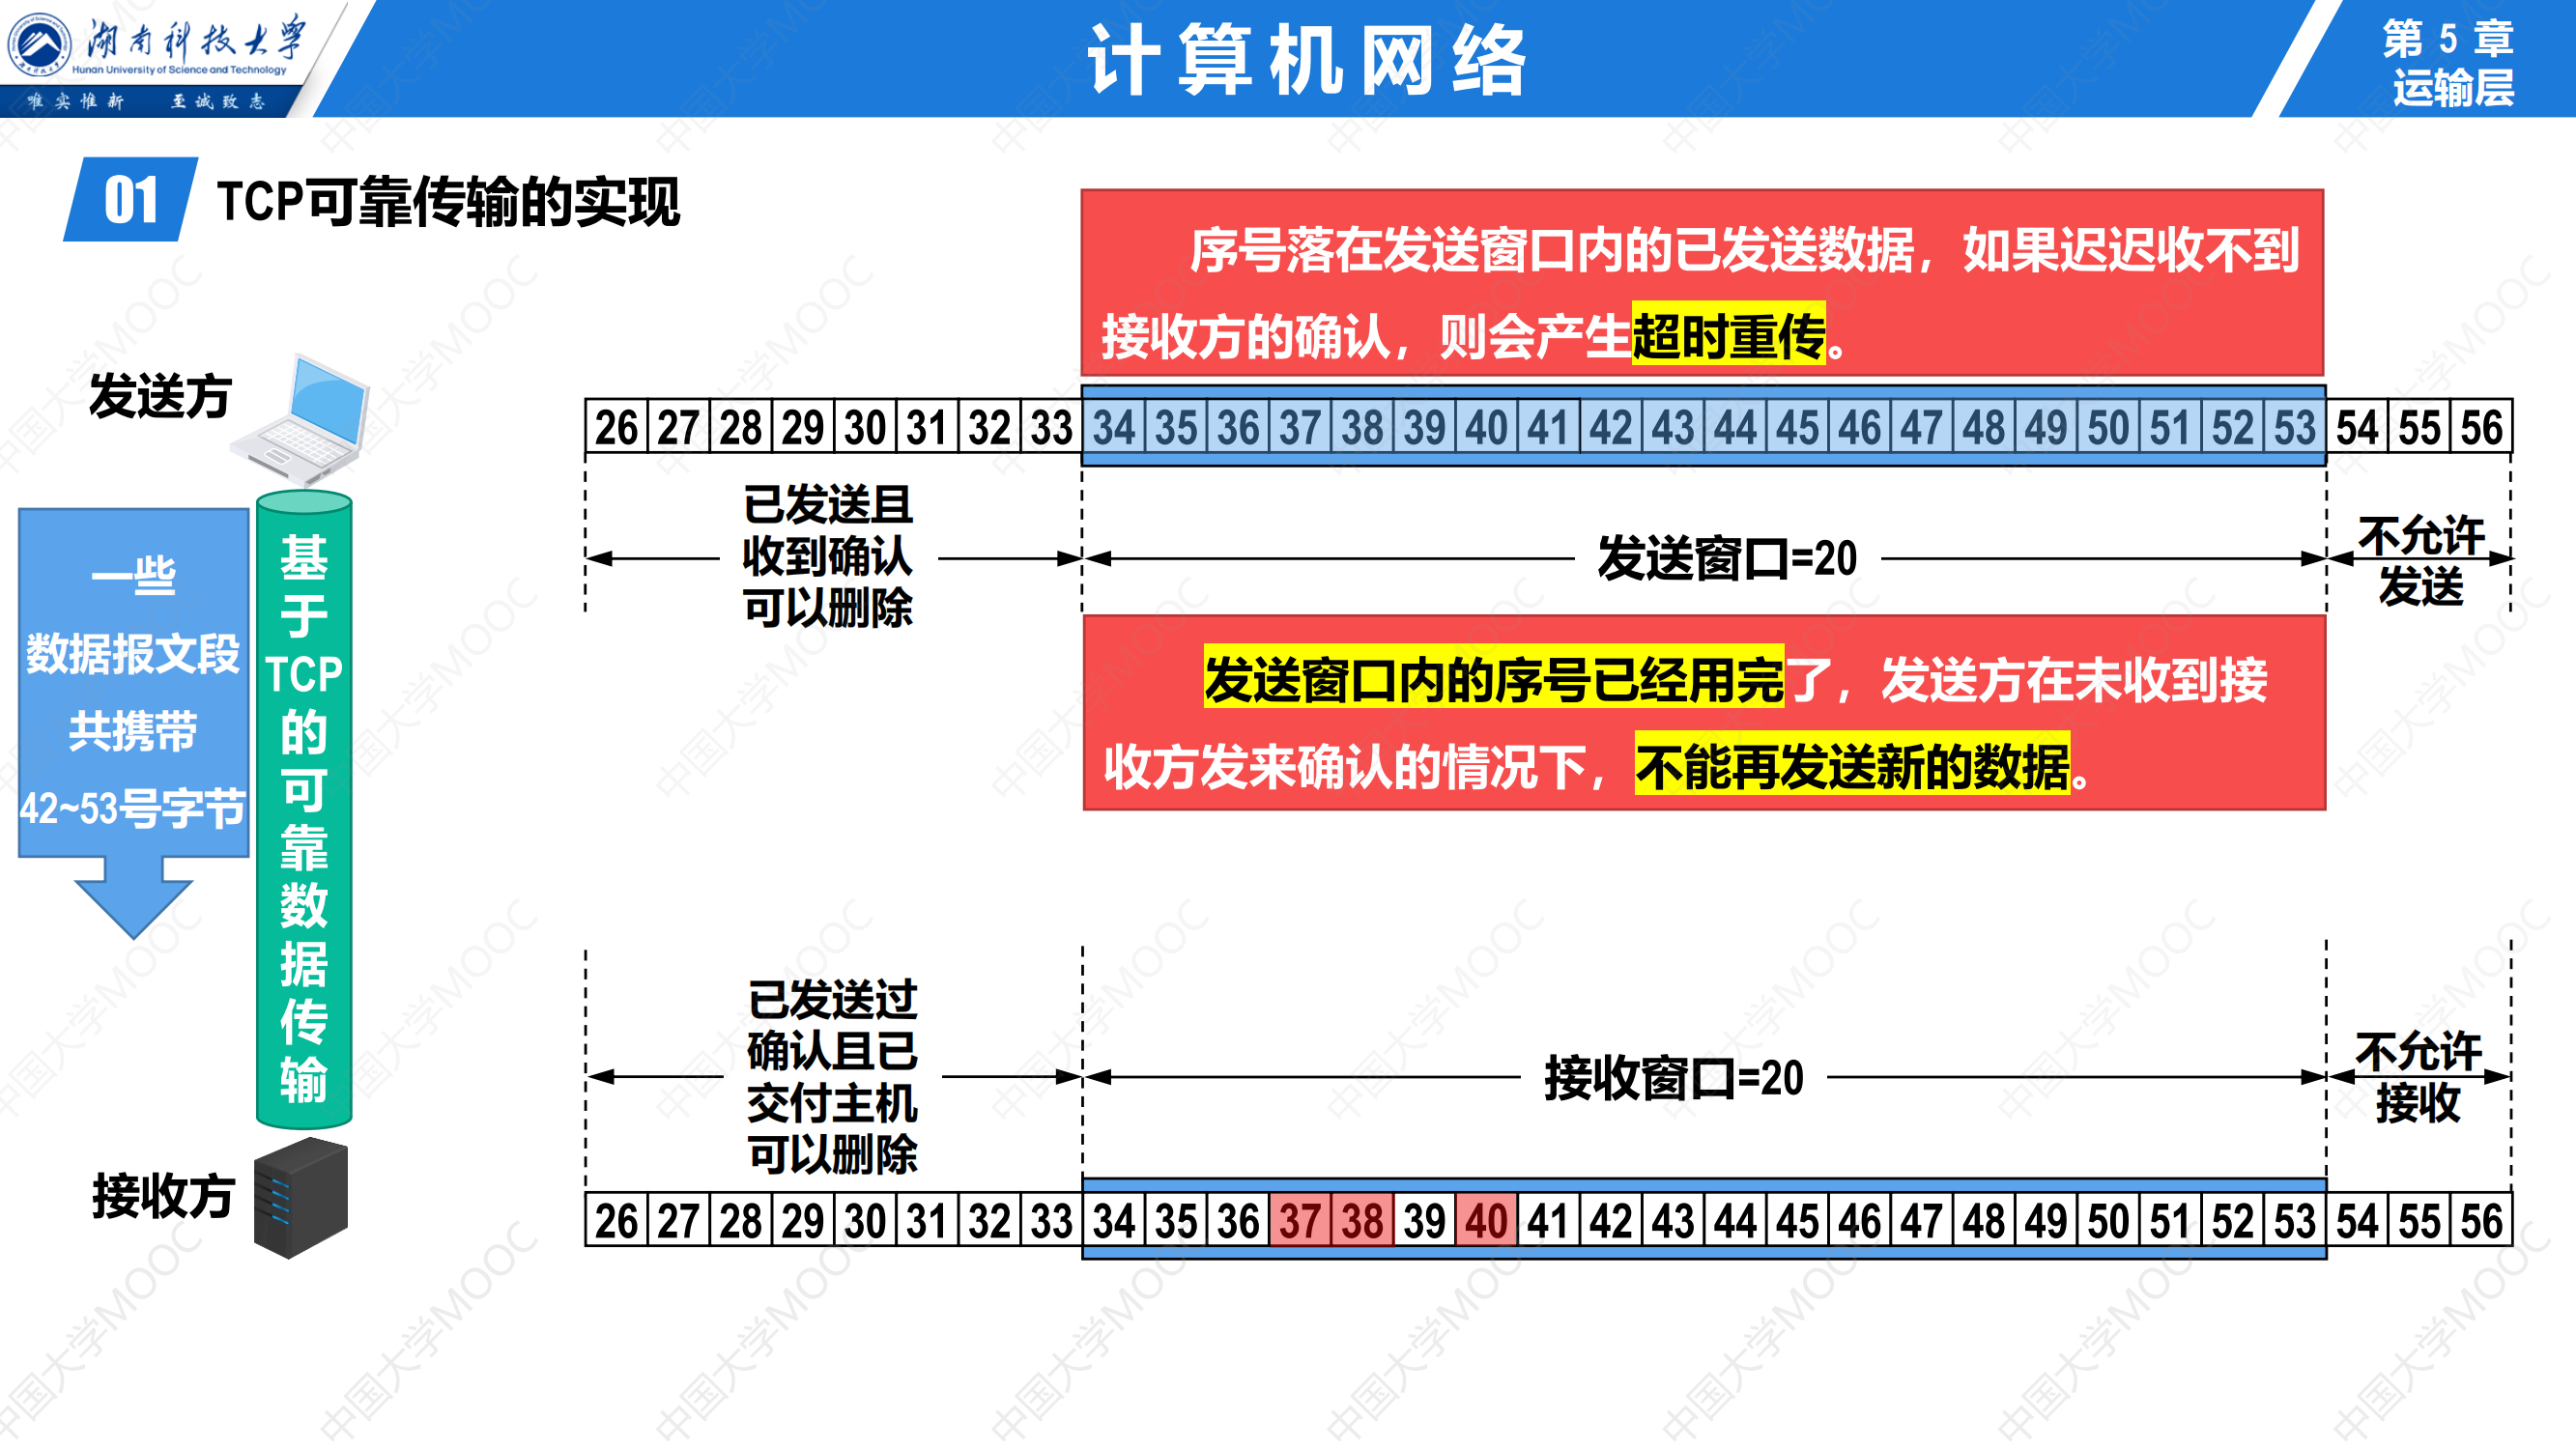 湖南科技大学
Hunan University of Science and Technology
唯实惟新 至诚致志
计算机网络
第 5 章
运输层
01 TCP可靠传输的实现
序号落在发送窗口内的已发送数据，如果迟迟收不到
接收方的确认，则会产生超时重传。
发送方
26 27 28 29 30 31 32 33 34 35 36 37 38 39 40 41 42 43 44 45 46 47 48 49 50 51 52 53 54 55 56
已发送且
收到确认
可以删除
发送窗口=20
不允许
发送
一些
数据报文段
共携带
42~53号字节
基于TCP的可靠数据传输
发送窗口内的序号已经用完了，发送方在未收到接
收方发来确认的情况下，不能再发送新的数据。
已发送过
确认且已
交付主机
可以删除
接收窗口=20
不允许
接收
接收方
26 27 28 29 30 31 32 33 34 35 36 37 38 39 40 41 42 43 44 45 46 47 48 49 50 51 52 53 54 55 56
中国大学MOOC